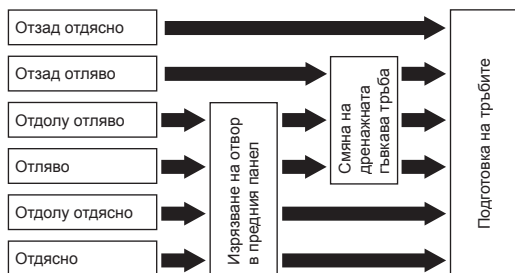 Отзад отдясно
Отзад отляво
Отдолу отляво
Отляво
Отдолу отдясно
Отдясно
Изрязване на отвор
в предния панел
Смяна на
дренажната
гъвкава тръба
Подготовка на тръбите